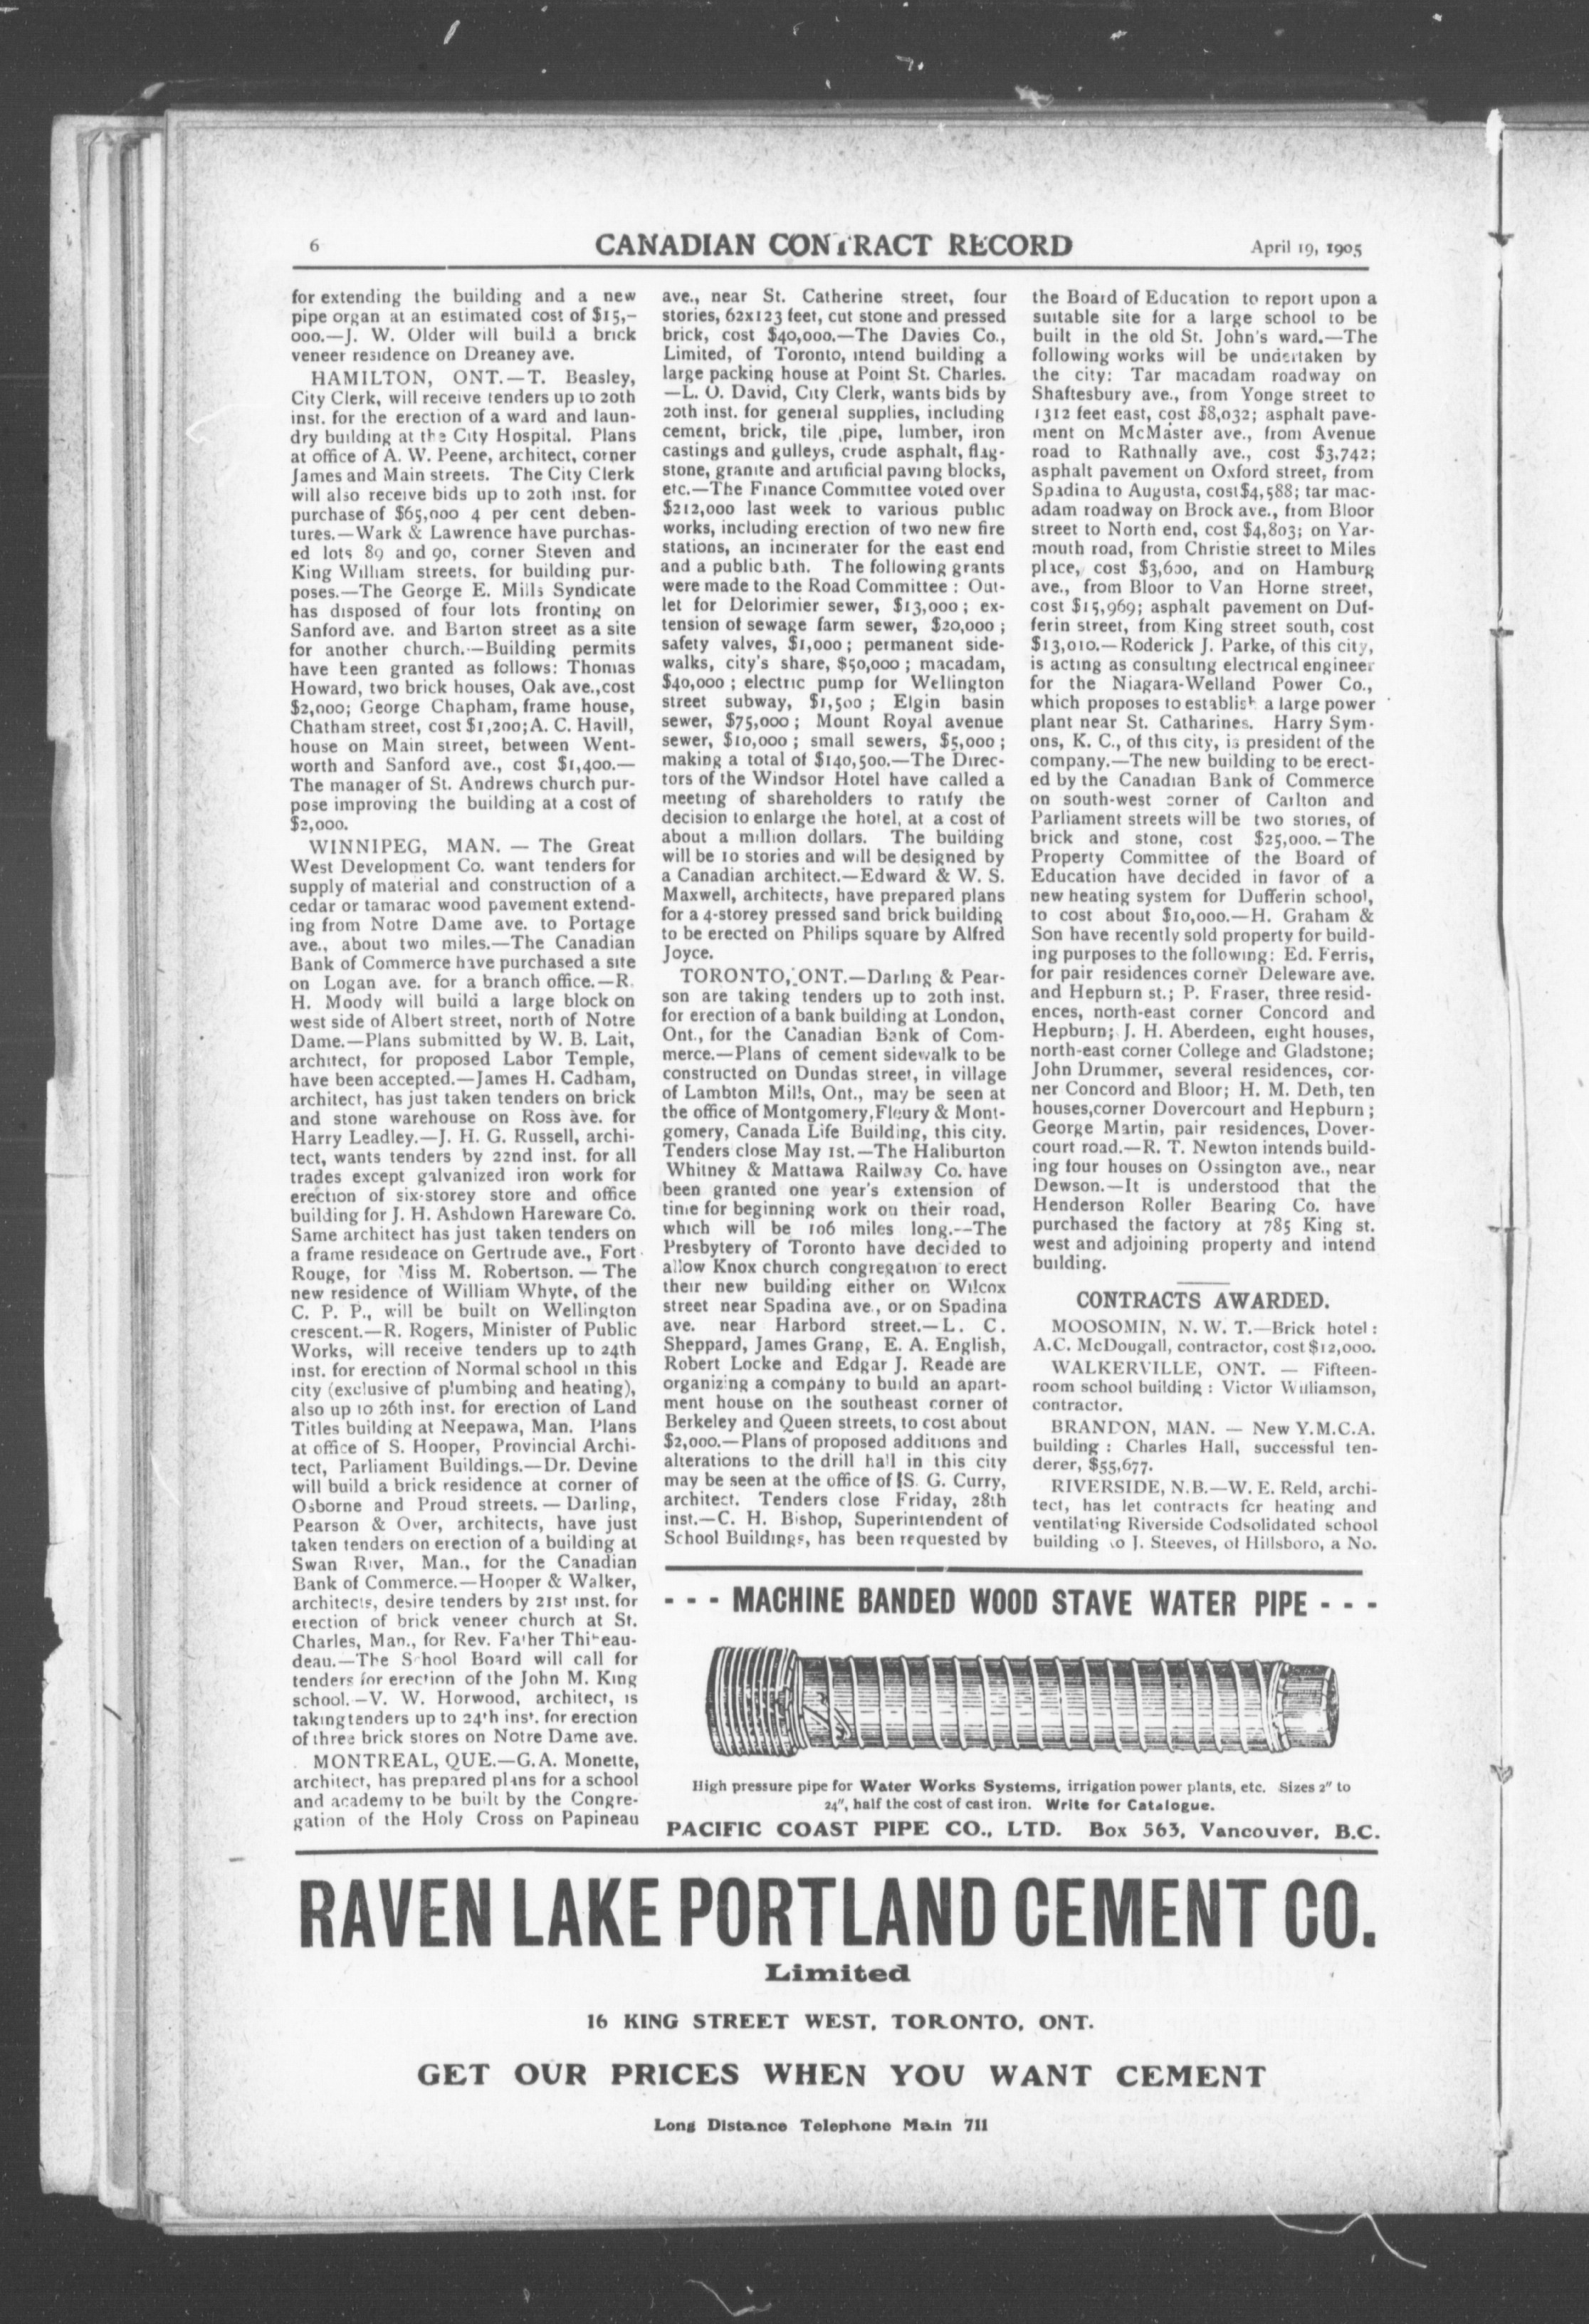 6
CANADIAN CONTRACT RECORD
April 19, 1905
for extending the building and a new
pipe organ at an estimated cost of $15,-
000.—J. W. Older will build a brick
veneer residence on Dreaney ave.
HAMILTON, ONT.—T. Beasley,
City Clerk, will receive tenders up to 20th
inst. for the erection of a ward and laun-
dry building at the City Hospital. Plans
at office of A. W. Peene, architect, corner
James and Main streets. The City Clerk
will also receive bids up to 20th inst. for
purchase of $65,000 4 per cent deben-
tures.—Wark & Lawrence have purchas-
ed lots 89 and 90, corner Steven and
King William streets, for building pur-
poses.—The George E. Mills Syndicate
has disposed of four lots fronting on
Sanford ave. and Barton street as a site
for another church.—Building permits
have been granted as follows: Thomas
Howard, two brick houses, Oak ave.,cost
$2,000; George Chapham, frame house,
Chatham street, cost $1,200; A. C. Havill,
house on Main street, between Went-
worth and Sanford ave., cost $1,400.—
The manager of St. Andrews church pur-
pose improving the building at a cost of
$2,000.
WINNIPEG, MAN. — The Great
West Development Co. want tenders for
supply of material and construction of a
cedar or tamarac wood pavement extend-
ing from Notre Dame ave. to Portage
ave., about two miles.—The Canadian
Bank of Commerce have purchased a site
on Logan ave. for a branch office.—R.
H. Moody will build a large block on
west side of Albert street, north of Notre
Dame.—Plans submitted by W. B. Lait,
architect, for proposed Labor Temple,
have been accepted.—James H. Cadham,
architect, has just taken tenders on brick
and stone warehouse on Ross ave. for
Harry Leadley.—J. H. G. Russell, archi-
tect, wants tenders by 22nd inst. for all
trades except galvanized iron work for
erection of six-storey store and office
building for J. H. Ashdown Hareware Co.
Same architect has just taken tenders on
a frame residence on Gertrude ave., Fort
Rouge, for Miss M. Robertson. — The
new residence of William Whyte, of the
C. P. P., will be built on Wellington
crescent.—R. Rogers, Minister of Public
Works, will receive tenders up to 24th
inst. for erection of Normal school in this
city (exclusive of plumbing and heating),
also up to 26th inst. for erection of Land
Titles building at Neepawa, Man. Plans
at office of S. Hooper, Provincial Archi-
tect, Parliament Buildings.—Dr. Devine
will build a brick residence at corner of
Osborne and Proud streets. — Darling,
Pearson & Over, architects, have just
taken tenders on erection of a building at
Swan River, Man., for the Canadian
Bank of Commerce.—Hooper & Walker,
architects, desire tenders by 21st inst. for
erection of brick veneer church at St.
Charles, Man., for Rev. Father Thibeau-
deau.—The School Board will call for
tenders for erection of the John M. King
school.—V. W. Horwood, architect, is
taking tenders up to 24th inst. for erection
of three brick stores on Notre Dame ave.
MONTREAL, QUE.—G.A. Monette,
architect, has prepared plans for a school
and academy to be built by the Congre-
gation of the Holy Cross on Papineau
ave., near St. Catherine street, four
stories, 62x123 feet, cut stone and pressed
brick, cost $40,000.—The Davies Co.,
Limited, of Toronto, intend building a
large packing house at Point St. Charles.
—L. O. David, City Clerk, wants bids by
20th inst. for general supplies, including
cement, brick, tile pipe, lumber, iron
castings and gulleys, crude asphalt, flag-
stone, granite and artificial paving blocks,
etc.—The Finance Committee voted over
$212,000 last week to various public
works, including erection of two new fire
stations, an incinerater for the east end
and a public bath. The following grants
were made to the Road Committee : Out-
let for Delorimier sewer, $13,000 ; ex-
tension of sewage farm sewer, $20,000 ;
safety valves, $1,000 ; permanent side-
walks, city's share, $50,000 ; macadam,
$40,000 ; electric pump for Wellington
street subway, $1,500 ; Elgin basin
sewer, $75,000 ; Mount Royal avenue
sewer, $10,000 ; small sewers, $5,000 ;
making a total of $140,500.—The Direc-
tors of the Windsor Hotel have called a
meeting of shareholders to ratify the
decision to enlarge the hotel, at a cost of
about a million dollars. The building
will be 10 stories and will be designed by
a Canadian architect.—Edward & W. S.
Maxwell, architects, have prepared plans
for a 4-storey pressed sand brick building
to be erected on Philips square by Alfred
Joyce.
TORONTO, ONT.—Darling & Pear-
son are taking tenders up to 20th inst.
for erection of a bank building at London,
Ont., for the Canadian Bank of Com-
merce.—Plans of cement sidewalk to be
constructed on Dundas street, in village
of Lambton Mills, Ont., may be seen at
the office of Montgomery, Fleury & Mont-
gomery, Canada Life Building, this city.
Tenders close May 1st.—The Haliburton
Whitney & Mattawa Railway Co. have
been granted one year's extension of
time for beginning work on their road,
which will be 106 miles long.—The
Presbytery of Toronto have decided to
allow Knox church congregation to erect
their new building either on Wilcox
street near Spadina ave., or on Spadina
ave. near Harbord street.—L. C.
Sheppard, James Grang, E. A. English,
Robert Locke and Edgar J. Reade are
organizing a company to build an apart-
ment house on the southeast corner of
Berkeley and Queen streets, to cost about
$2,000.—Plans of proposed additions and
alterations to the drill hall in this city
may be seen at the office of S. G. Curry,
architect. Tenders close Friday, 28th
inst.—C. H. Bishop, Superintendent of
School Buildings, has been requested by
the Board of Education to report upon a
suitable site for a large school to be
built in the old St. John's ward.—The
following works will be undertaken by
the city: Tar macadam roadway on
Shaftesbury ave., from Yonge street to
1312 feet east, cost $8,032; asphalt pave-
ment on McMaster ave., from Avenue
road to Rathnally ave., cost $3,742;
asphalt pavement on Oxford street, from
Spadina to Augusta, cost $4,588; tar mac-
adam roadway on Brock ave., from Bloor
street to North end, cost $4,803; on Yar-
mouth road, from Christie street to Miles
place, cost $3,600, and on Hamburg
ave., from Bloor to Van Horne street,
cost $15,969; asphalt pavement on Duf-
ferin street, from King street south, cost
$13,010.—Roderick J. Parke, of this city,
is acting as consulting electrical engineer
for the Niagara-Welland Power Co.,
which proposes to establish a large power
plant near St. Catharines. Harry Sym-
ons, K. C., of this city, is president of the
company.—The new building to be erect-
ed by the Canadian Bank of Commerce
on south-west corner of Carlton and
Parliament streets will be two stories, of
brick and stone, cost $25,000.—The
Property Committee of the Board of
Education have decided in favor of a
new heating system for Dufferin school,
to cost about $10,000.—H. Graham &
Son have recently sold property for build-
ing purposes to the following: Ed. Ferris,
for pair residences corner Deleware ave.
and Hepburn st.; P. Fraser, three resid-
ences, north-east corner Concord and
Hepburn; J. H. Aberdeen, eight houses,
north-east corner College and Gladstone;
John Drummer, several residences, cor-
ner Concord and Bloor; H. M. Deth, ten
houses,corner Dovercourt and Hepburn ;
George Martin, pair residences, Dover-
court road.—R. T. Newton intends build-
ing four houses on Ossington ave., near
Dewson.—It is understood that the
Henderson Roller Bearing Co. have
purchased the factory at 785 King st.
west and adjoining property and intend
building.
CONTRACTS AWARDED.
MOOSOMIN, N. W. T.—Brick hotel :
A.C. McDougall, contractor, cost $12,000.
WALKERVILLE, ONT. — Fifteen-
room school building : Victor Williamson,
contractor.
BRANDON, MAN. — New Y.M.C.A.
building : Charles Hall, successful ten-
derer, $55,677.
RIVERSIDE, N.B.—W. E. Reld, archi-
tect, has let contracts for heating and
ventilating Riverside Codsolidated school
building to J. Steeves, of Hillsboro, a No.
- - - MACHINE BANDED WOOD STAVE WATER PIPE - - -
High pressure pipe for Water Works Systems, irrigation power plants, etc. Sizes 2" to
24", half the cost of cast iron. Write for Catalogue.
PACIFIC COAST PIPE CO., LTD. Box 563, Vancouver, B.C.
RAVEN LAKE PORTLAND CEMENT CO.
Limited
16 KING STREET WEST, TORONTO, ONT.
GET OUR PRICES WHEN YOU WANT CEMENT
Long Distance Telephone Main 711